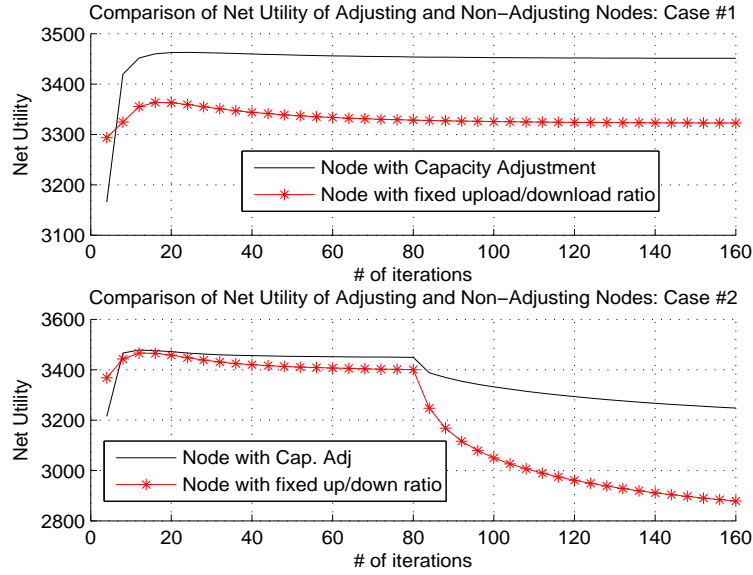 Comparison of Net Utility of Adjusting and Non-Adjusting Nodes: Case #1
3500
3400
3300
3200
3100
Net Utility
Node with Capacity Adjustment
Node with fixed upload/download ratio
0 20 40 60 80 100 120 140 160
# of iterations
Comparison of Net Utility of Adjusting and Non-Adjusting Nodes: Case #2
3600
3400
3200
3000
2800
Net Utility
Node with Cap. Adj
Node with fixed up/down ratio
0 20 40 60 80 100 120 140 160
# of iterations